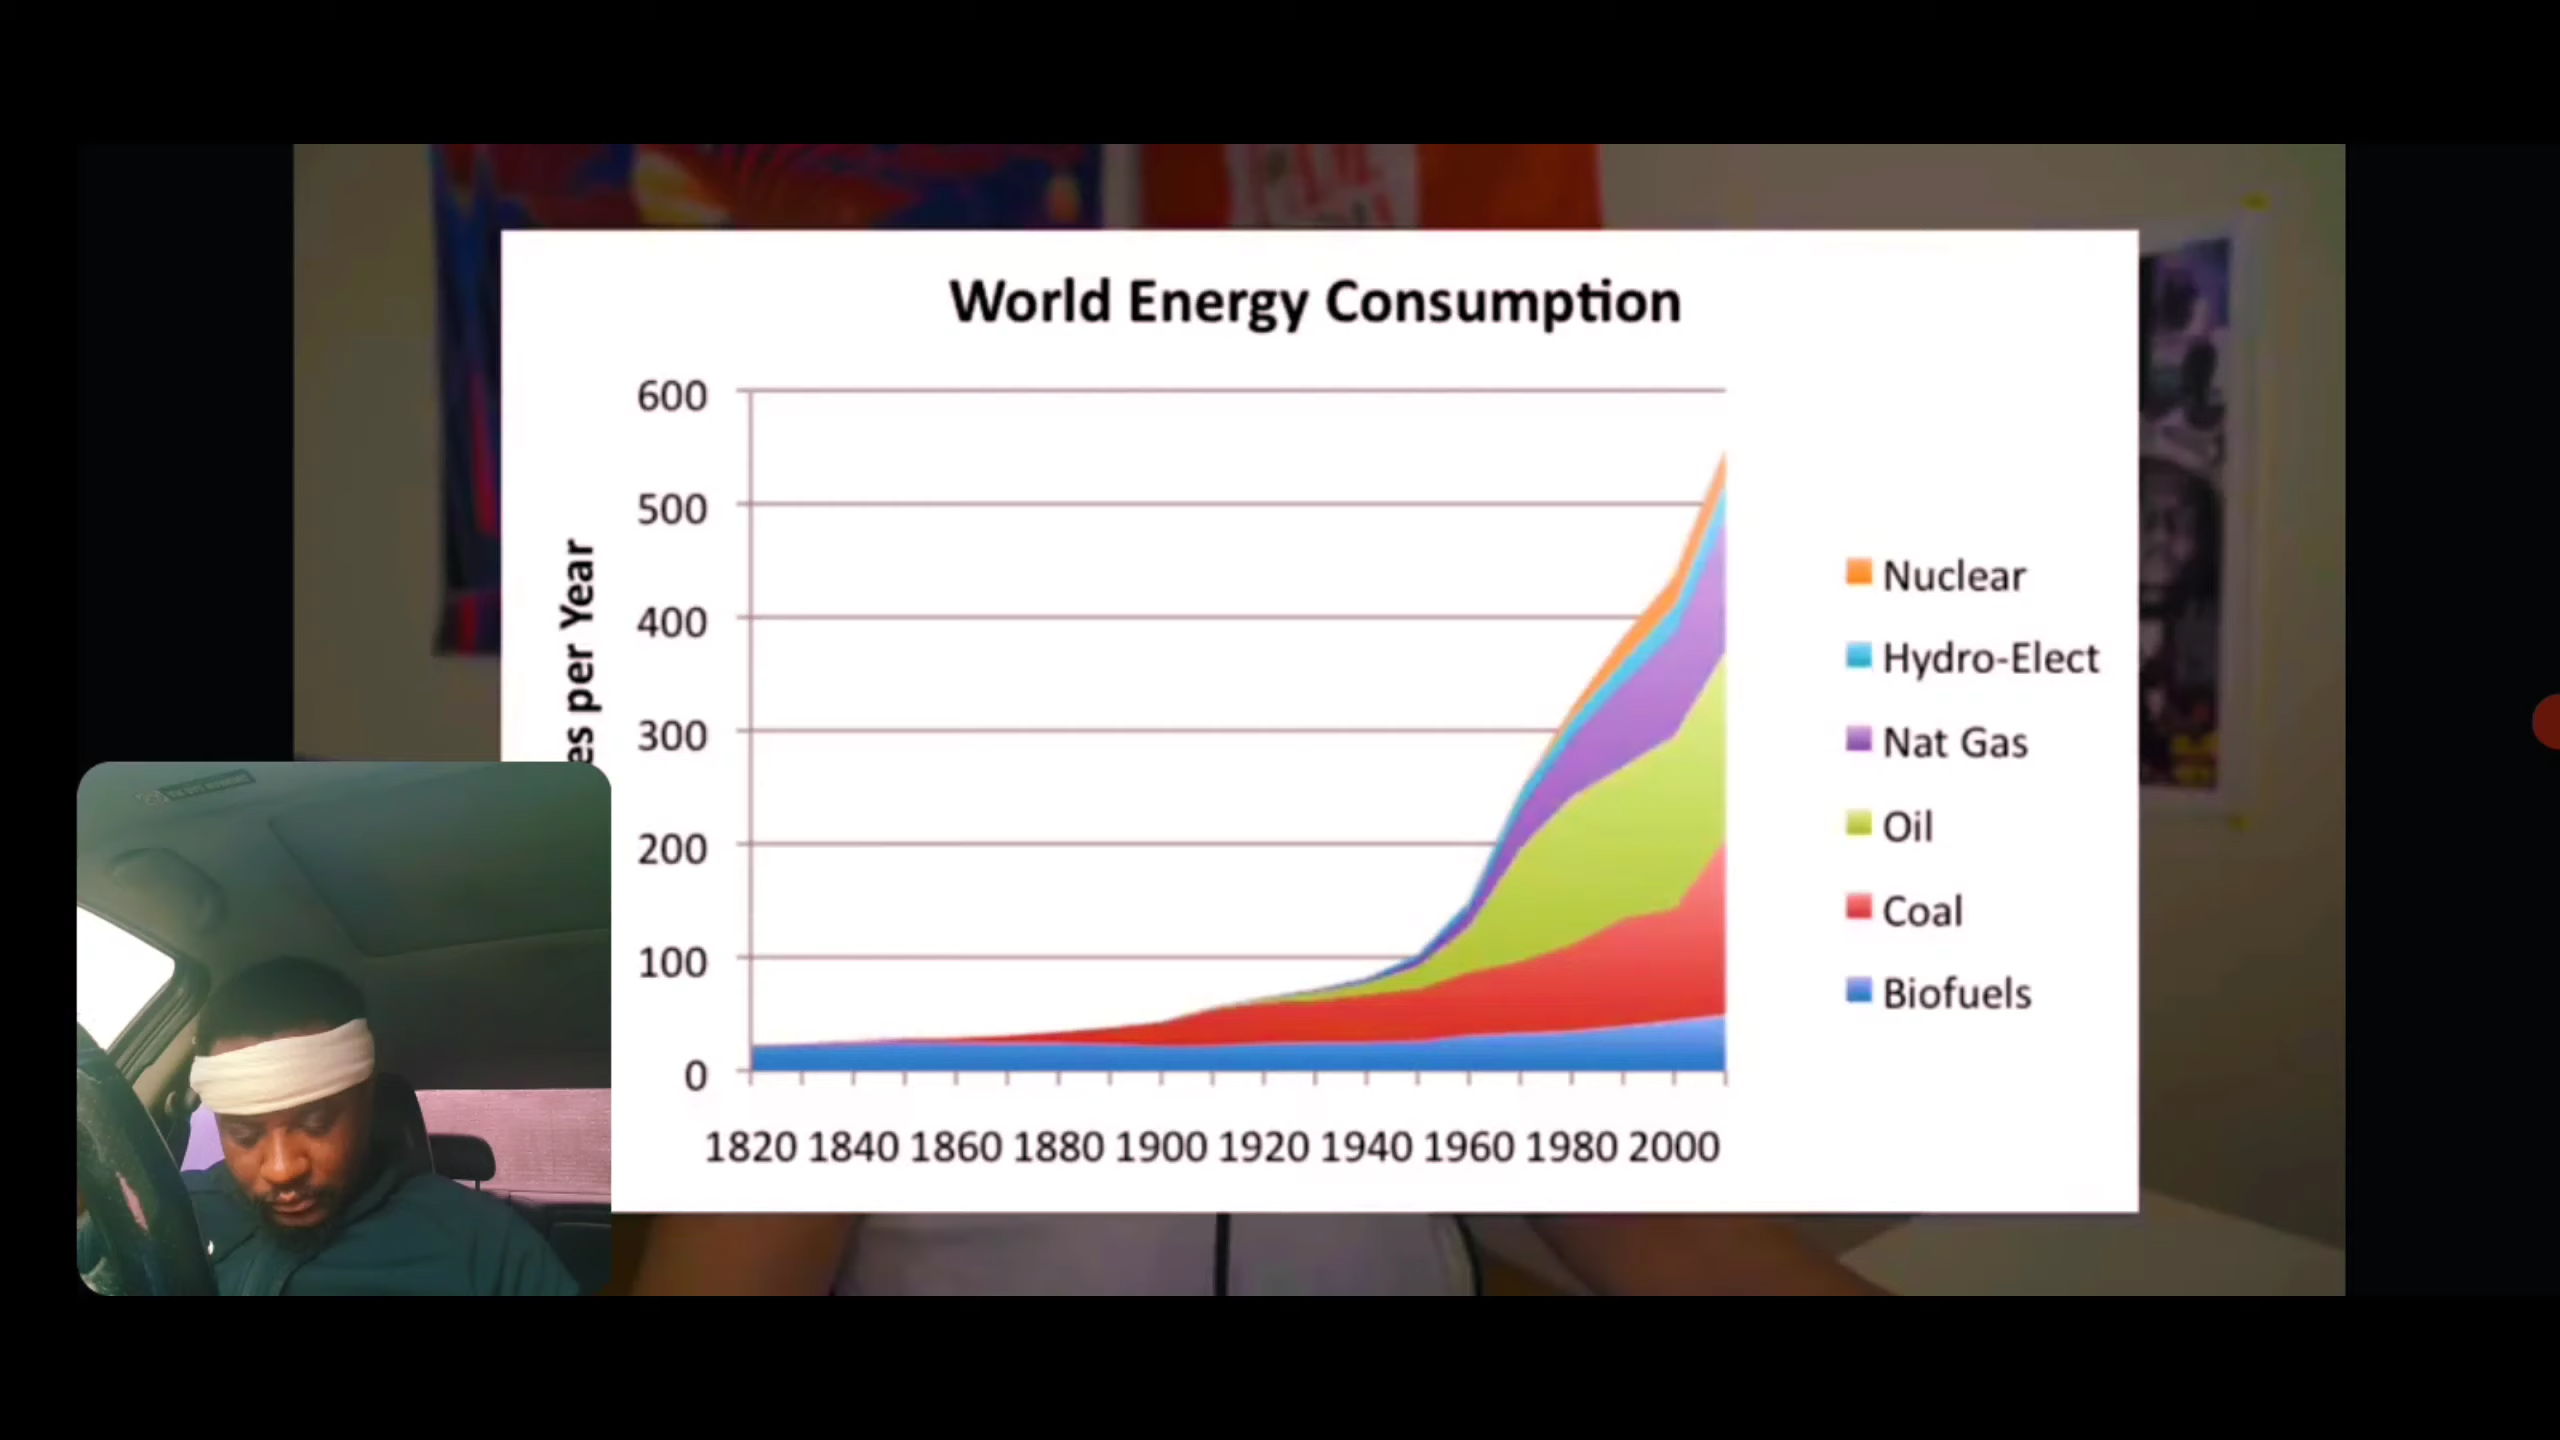 World Energy Consumption
600
500
400
300
200
100
0
es per Year
1820 1840 1860 1880 1900 1920 1940 1960 1980 2000
Nuclear
Hydro-Elect
Nat Gas
Oil
Coal
Biofuels